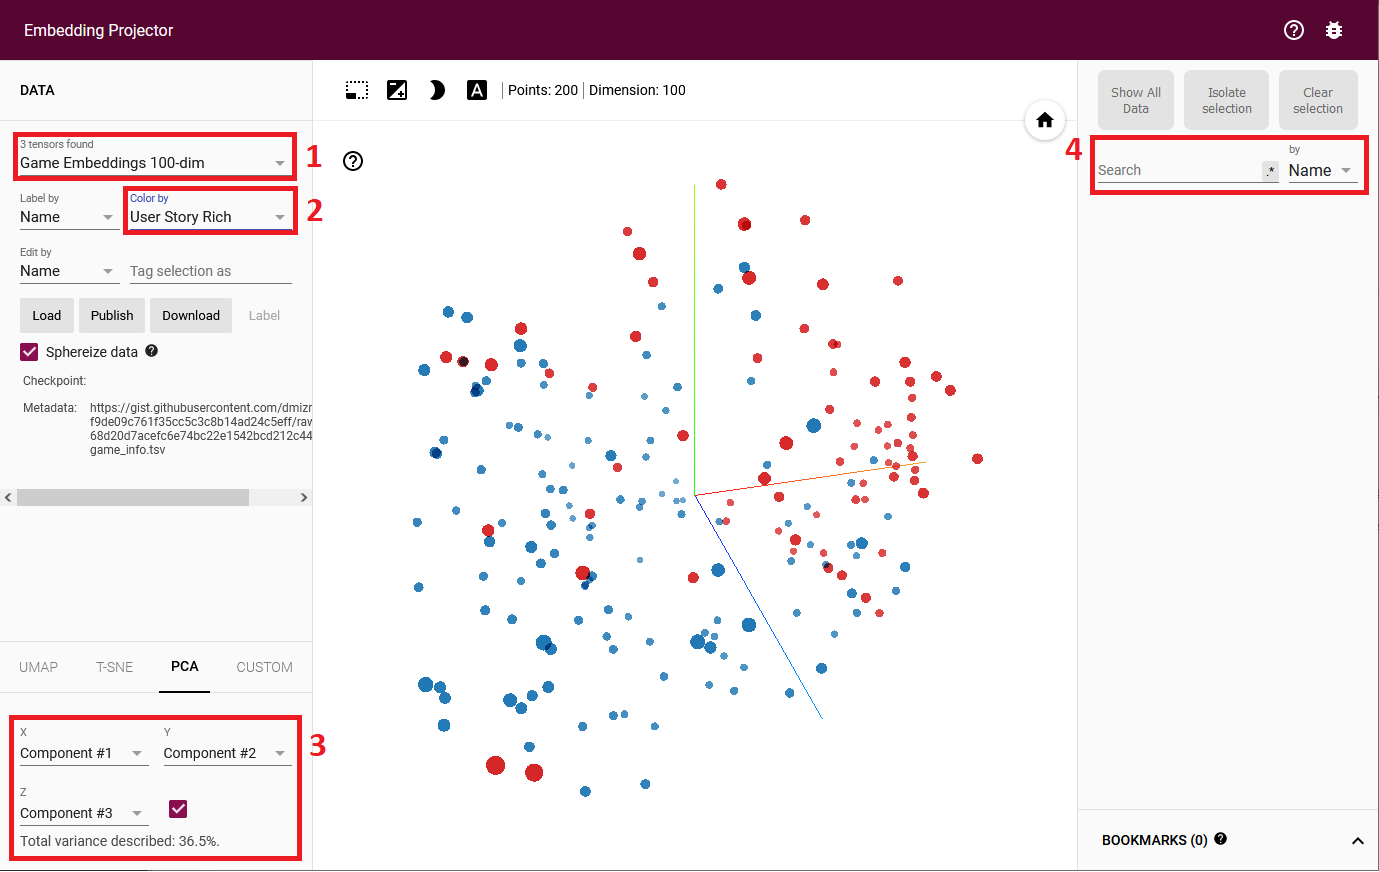 Embedding Projector
DATA
Points: 200
Dimension: 100
3 tensors found
Game Embeddings 100-dim
1
Label by
Name
Color by
User Story Rich
2
Edit by
Name
Tag selection as
Load
Publish
Download
Label
Sphereize data
Checkpoint:
Metadata:
https://gist.githubusercontent.com/dmizr
f9de09c761f35cc5c3c8b14ad24c5eff/raw
68d20d7acefc6e74bc22e1542bcd212c44
game_info.tsv
UMAP
T-SNE
PCA
CUSTOM
X
Component #1
Y
Component #2
3
Z
Component #3
Total variance described: 36.5%.
A
Show All
Data
Isolate
selection
Clear
selection
4
Search
.*
by
Name
BOOKMARKS (0)